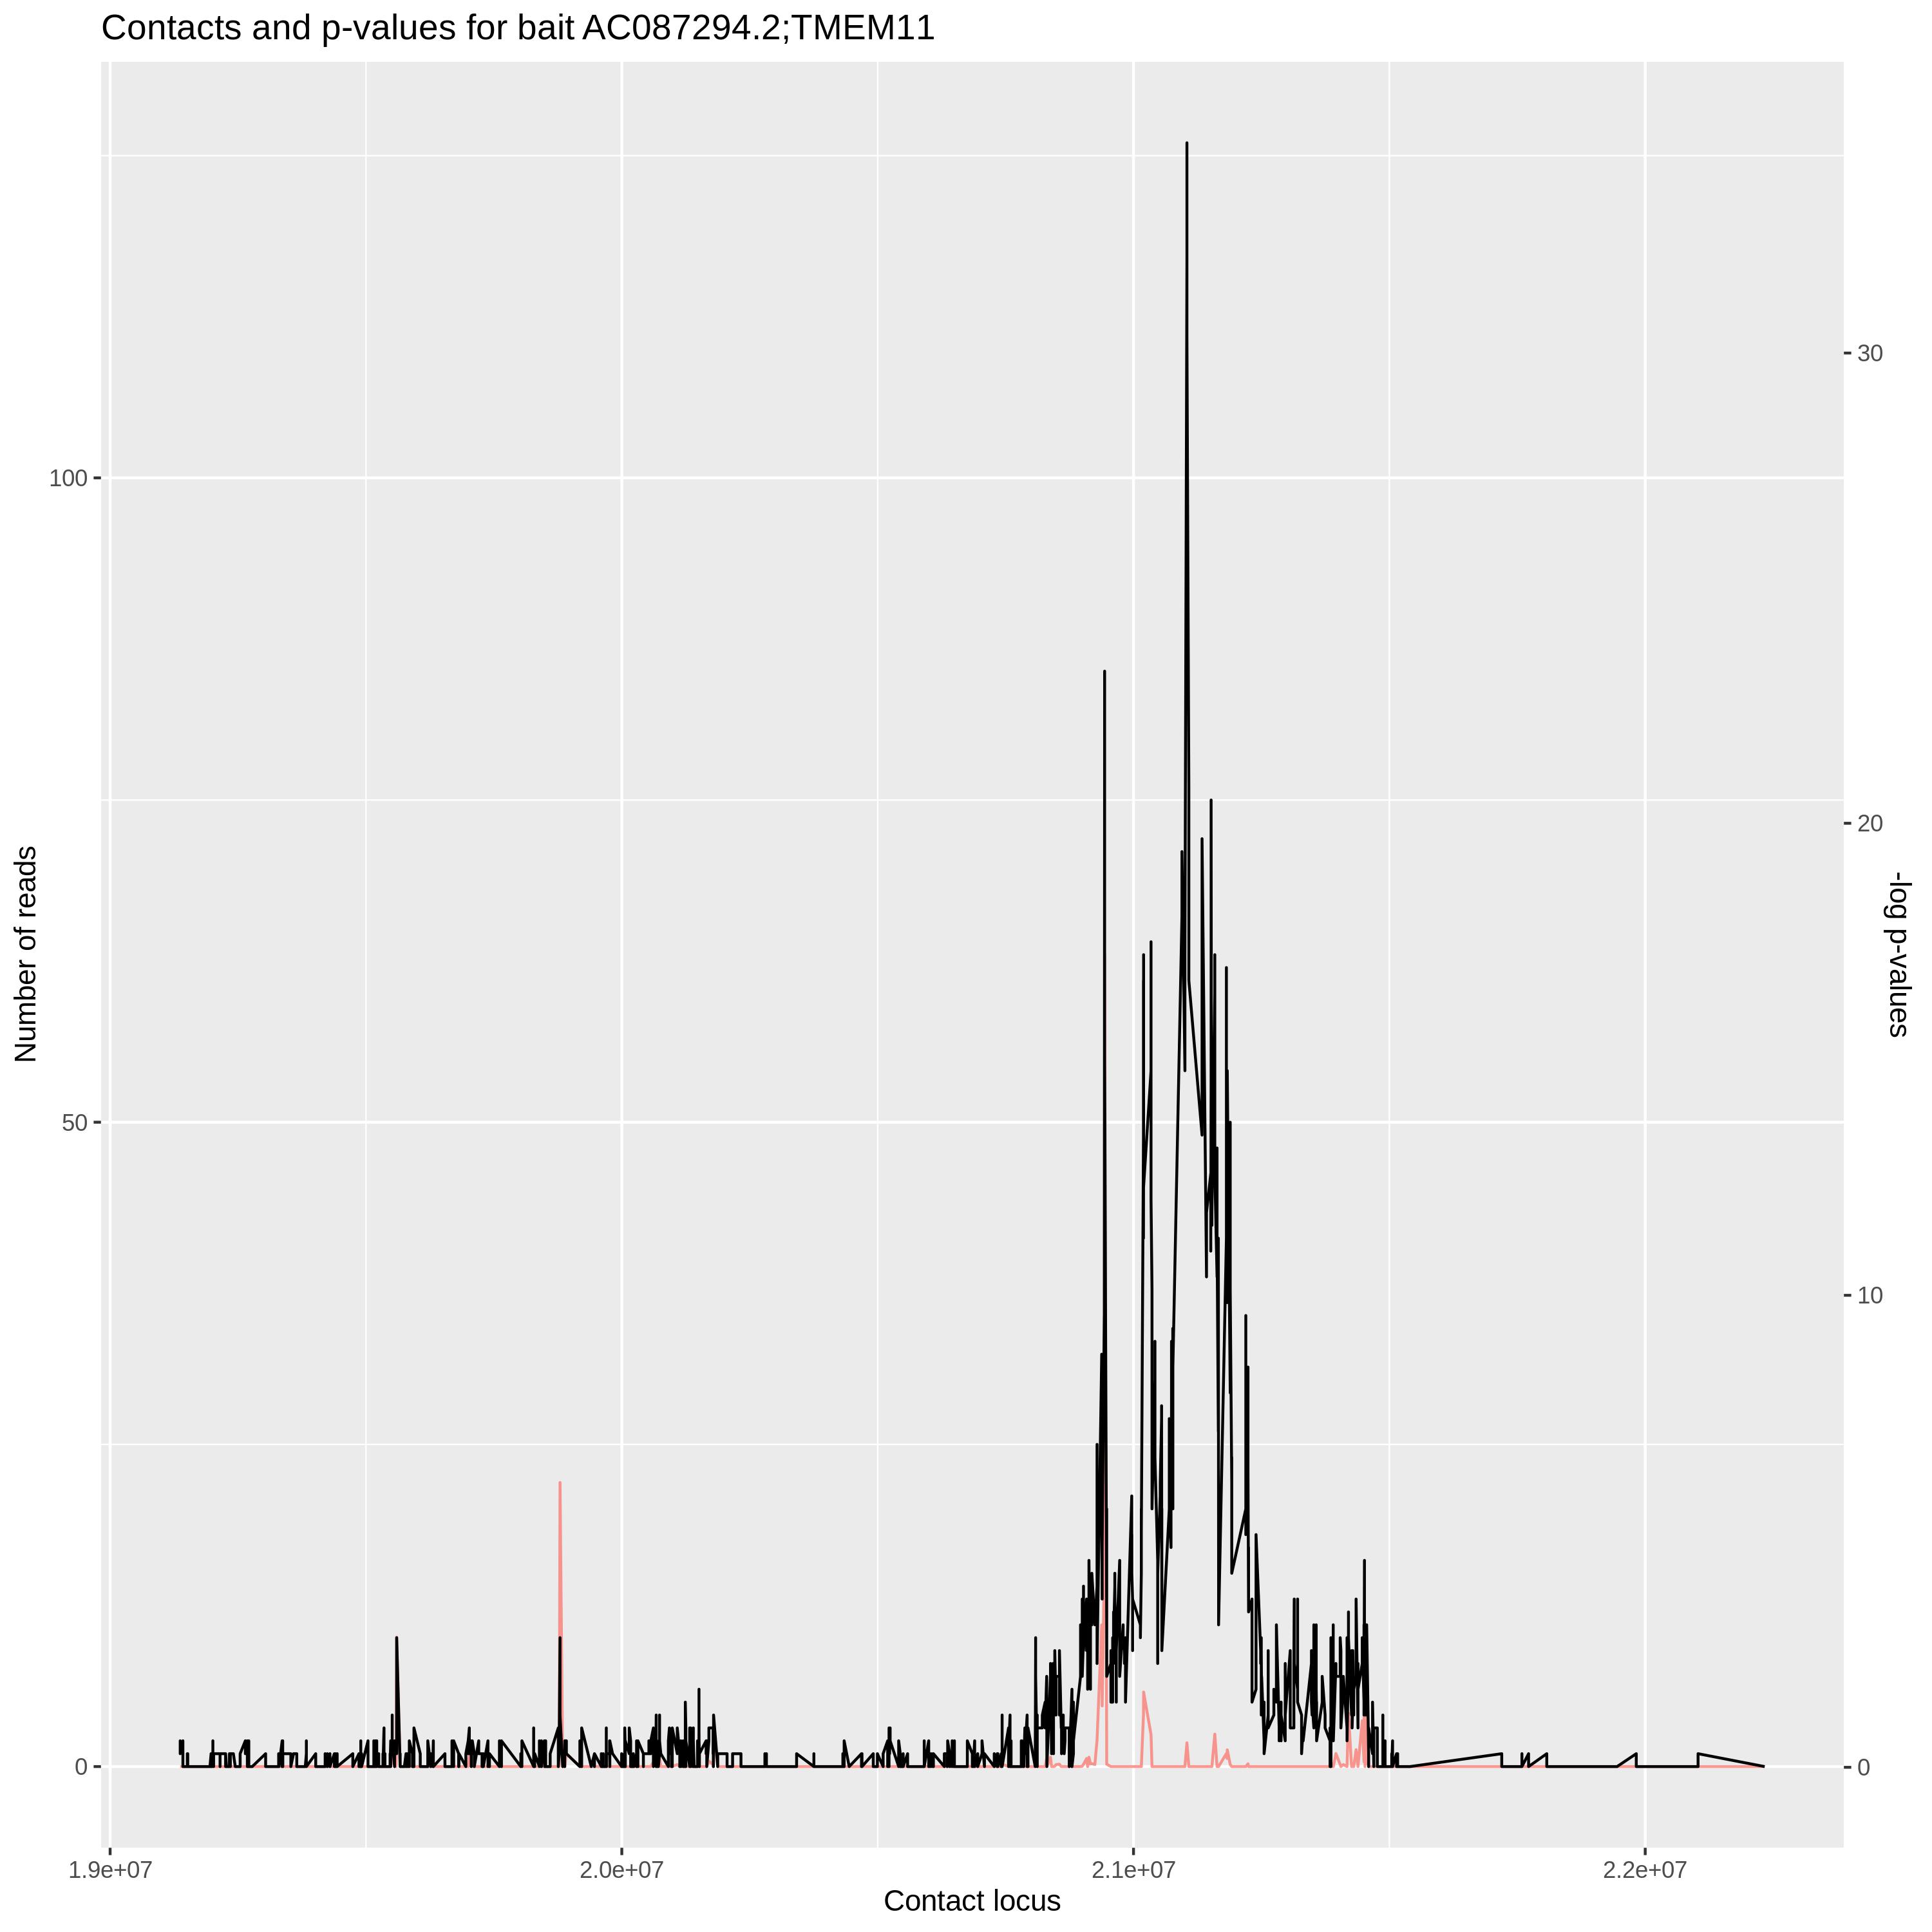 Contacts and p-values for bait AC087294.2;TMEM11
Number of reads
100
50
0
30
20
10
0
-log p-values
1.9e+07
2.0e+07
2.1e+07
2.2e+07
Contact locus